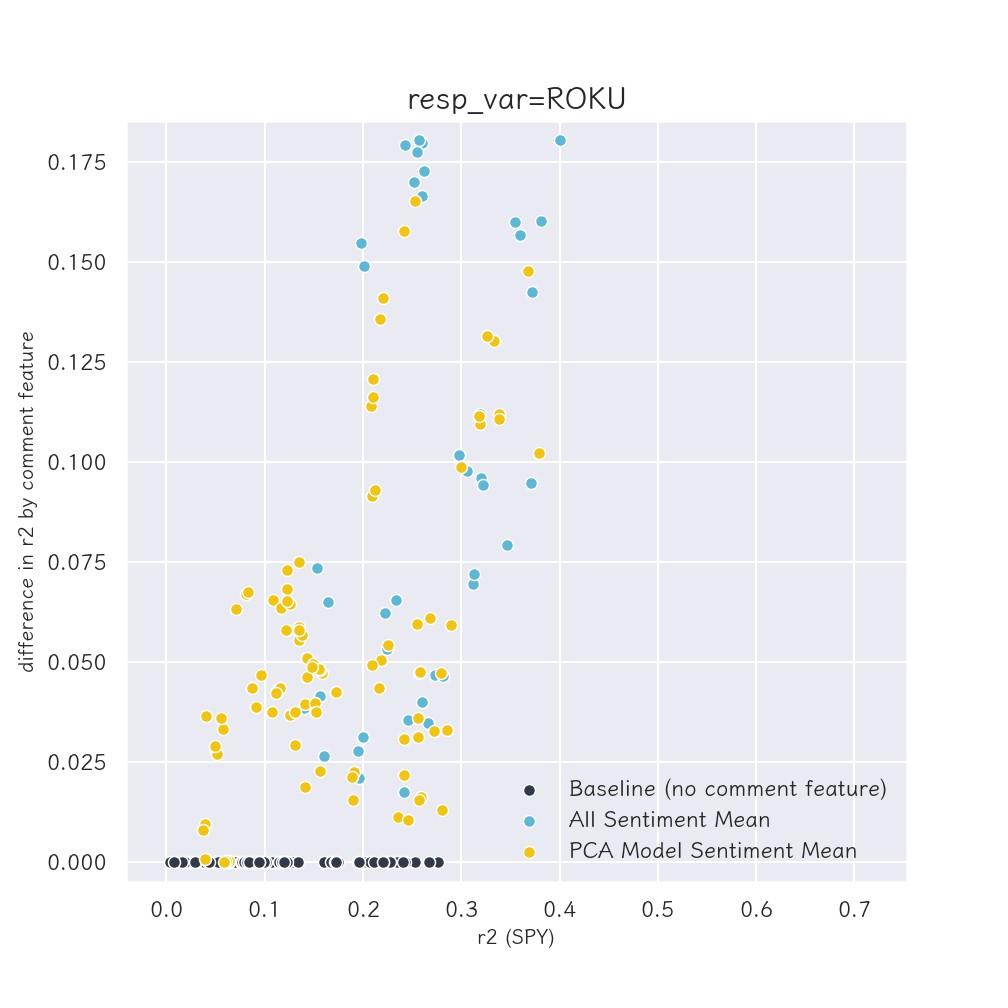 resp_var=ROKU
difference in r2 by comment feature
0.175
0.150
0.125
0.100
0.075
0.050
0.025
0.000
Baseline (no comment feature)
All Sentiment Mean
PCA Model Sentiment Mean
0.0 0.1 0.2 0.3 0.4 0.5 0.6 0.7
r2 (SPY)